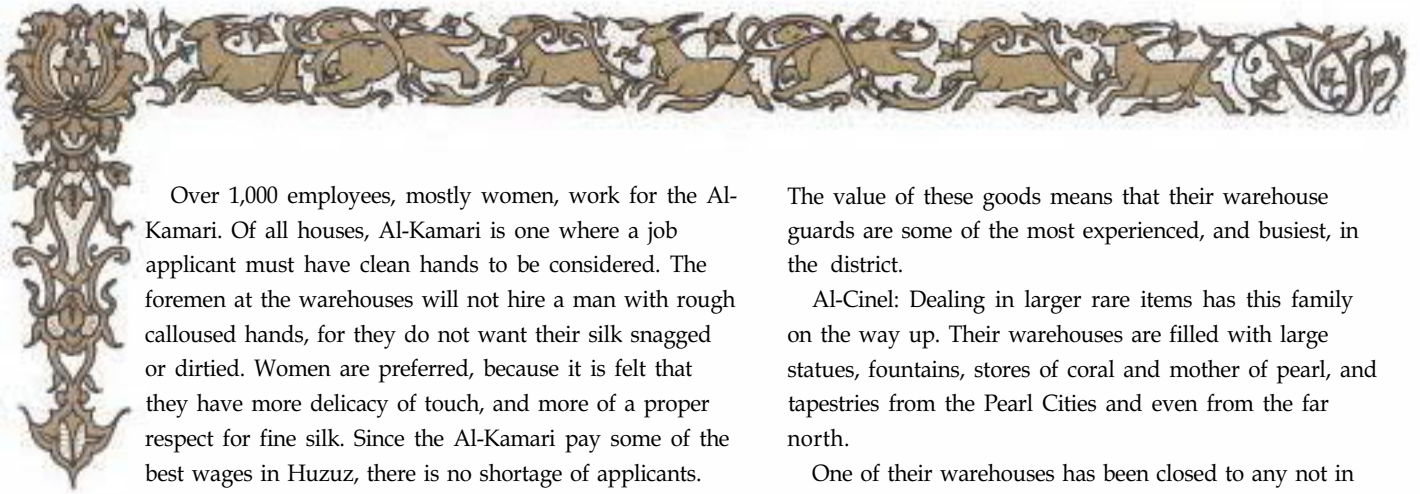 Over 1,000 employees, mostly women, work for the Al-
Kamari. Of all houses, Al-Kamari is one where a job
applicant must have clean hands to be considered. The
foremen at the warehouses will not hire a man with rough
calloused hands, for they do not want their silk snagged
or dirtied. Women are preferred, because it is felt that
they have more delicacy of touch, and more of a proper
respect for fine silk. Since the Al-Kamari pay some of the
best wages in Huzuz, there is no shortage of applicants.
The value of these goods means that their warehouse
guards are some of the most experienced, and busiest, in
the district.
Al-Cinel: Dealing in larger rare items has this family
on the way up. Their warehouses are filled with large
statues, fountains, stores of coral and mother of pearl, and
tapestries from the Pearl Cities and even from the far
north.
One of their warehouses has been closed to any not in